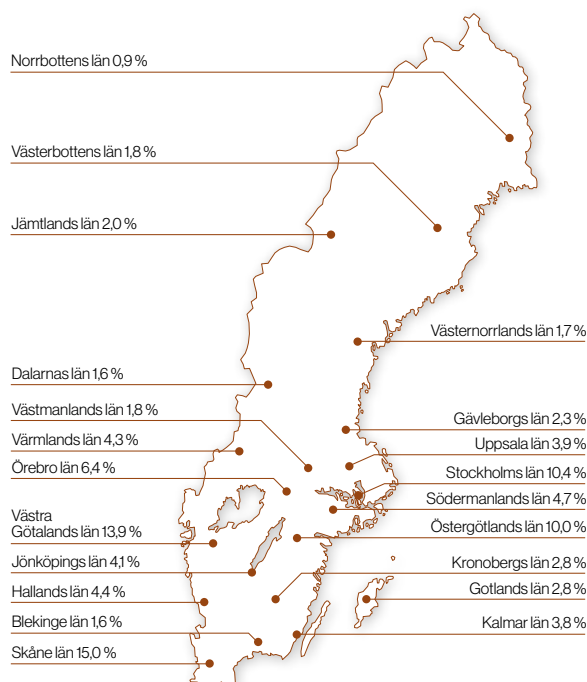 Norrbottens län 0,9 %
Västerbottens län 1,8 %
Jämtlands län 2,0 %
Västernorrlands län 1,7 %
Dalarnas län 1,6 %
Västmanlands län 1,8 %
Gävleborgs län 2,3 %
Värmlands län 4,3 %
Uppsala län 3,9 %
Örebro län 6,4 %
Stockholms län 10,4 %
Södermanlands län 4,7 %
Västra
Götalands län 13,9 %
Östergötlands län 10,0 %
Jönköpings län 4,1 %
Kronobergs län 2,8 %
Hallands län 4,4 %
Gotlands län 2,8 %
Blekinge län 1,6 %
Kalmar län 3,8 %
Skåne län 15,0 %